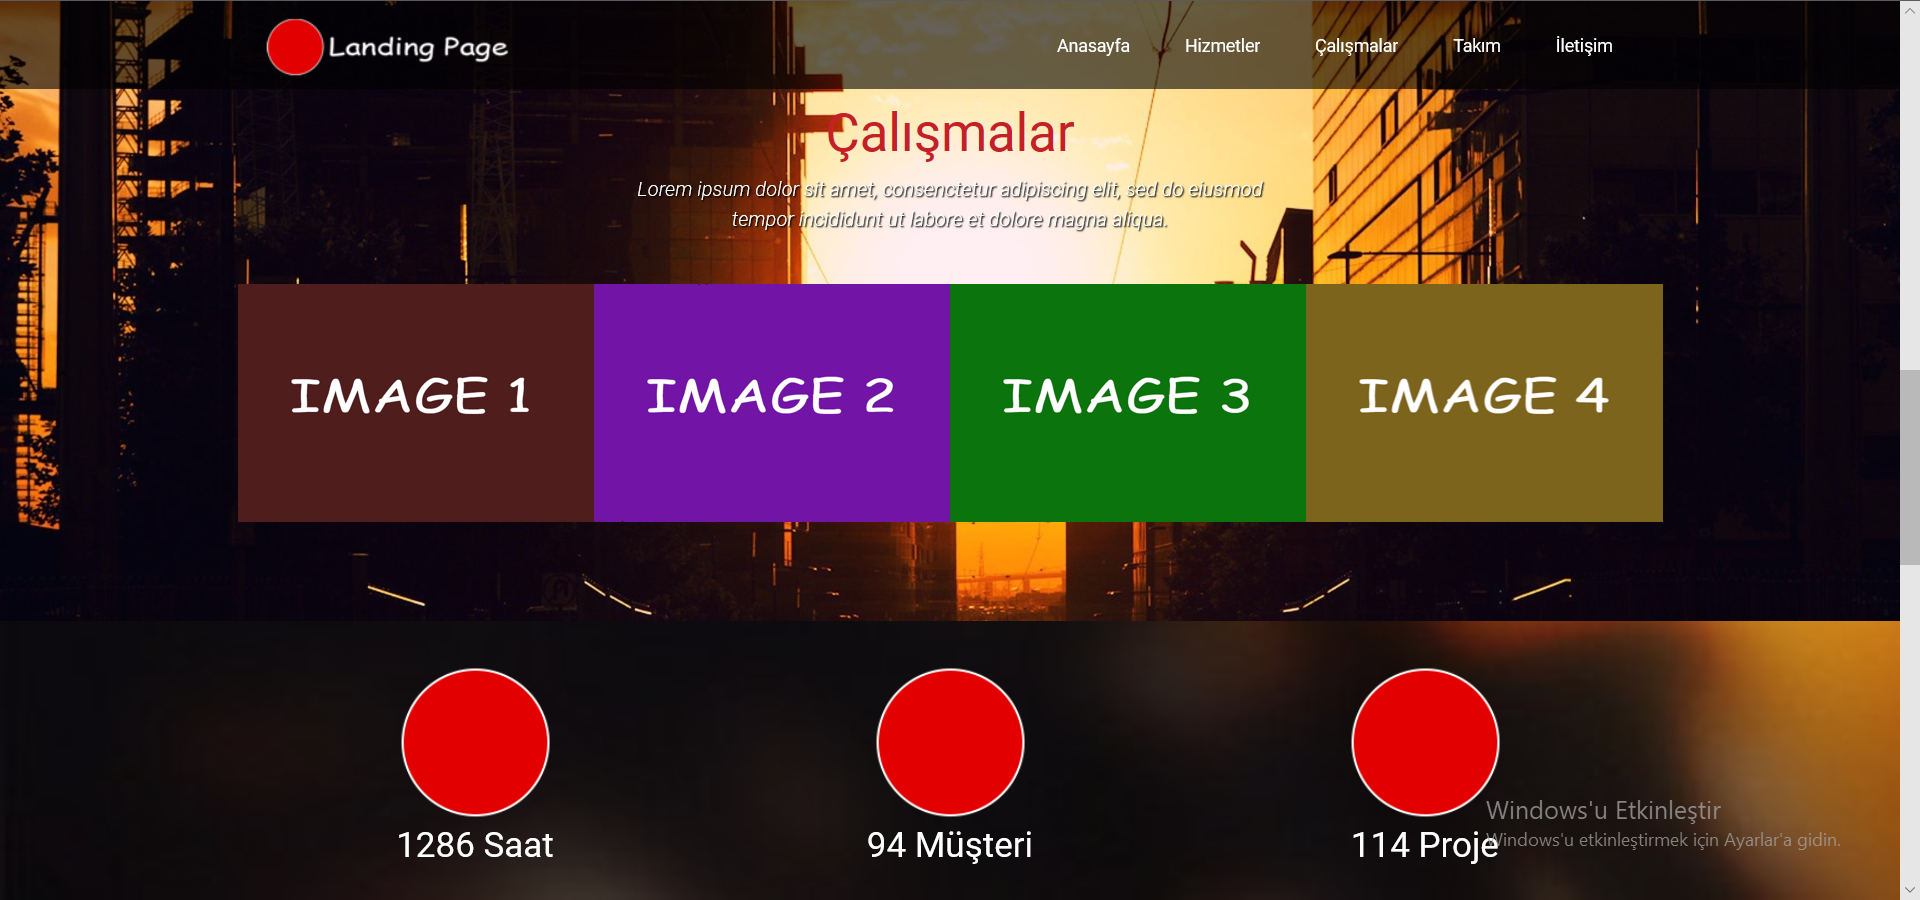 Landing Page
Anasayfa Hizmetler Çalışmalar Takım İletişim
Çalışmalar
Lorem ipsum dolor sit amet, consenctetur adipiscing elit, sed do eiusmod
tempor incididunt ut labore et dolore magna aliqua.
IMAGE 1 IMAGE 2 IMAGE 3 IMAGE 4
1286 Saat 94 Müşteri 114 Proje
Windows'u Etkinleştir
Windows'u etkinleştirmek için Ayarlar'a gidin.